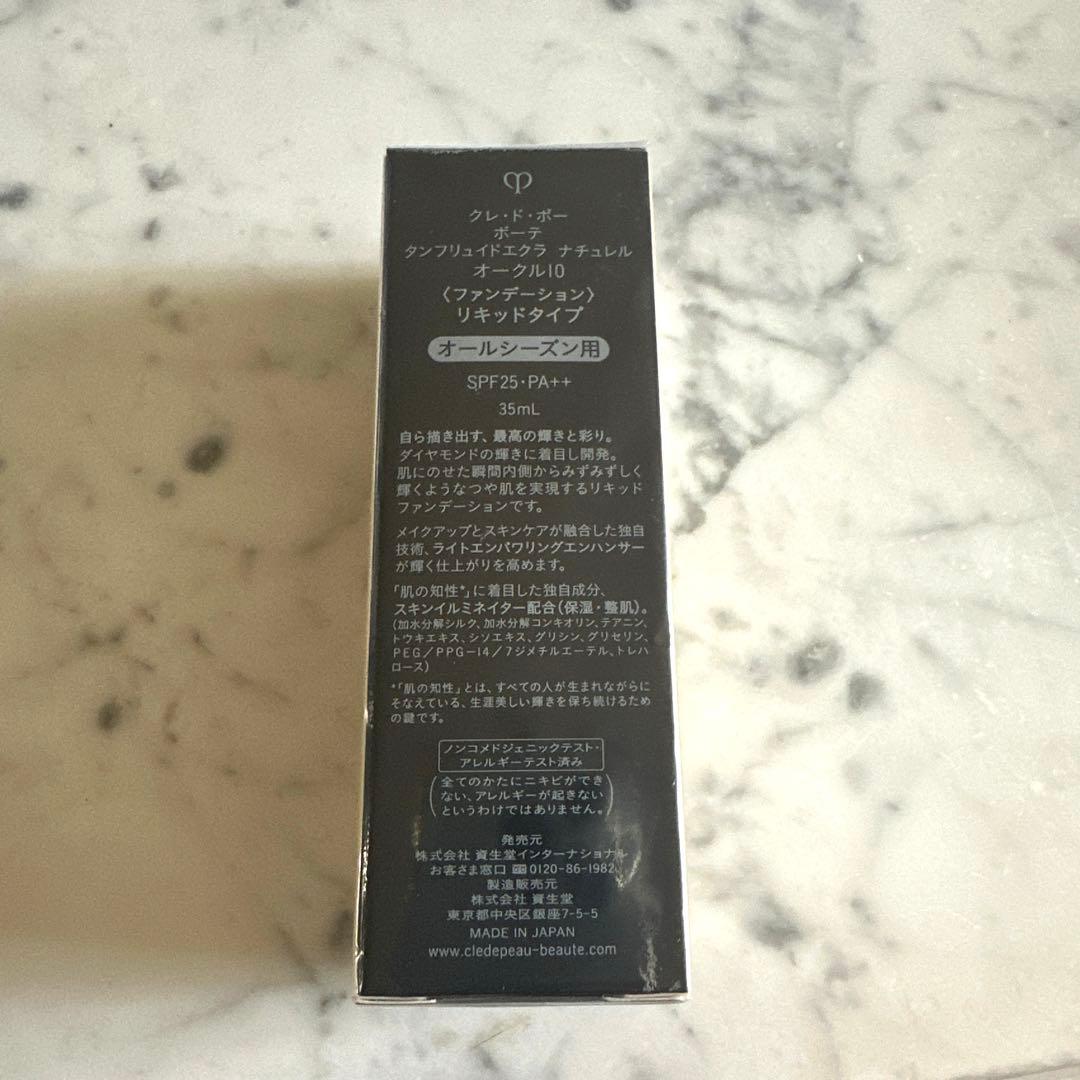 クレ・ド・ポー
ボーテ
タンフリュイドエクラ ナチュレル
オークル10
〈ファンデーション〉
リキッドタイプ
オールシーズン用
SPF25・PA++
35mL
自ら描き出す、最高の輝きと彩り。
ダイヤモンドの輝きに着目し開発。
肌にのせた瞬間内側からみずみずしく
輝くようなつや肌を実現するリキッド
ファンデーションです。
メイクアップとスキンケアが融合した独自
技術、ライトエンパワリングエンハンサー
が輝く仕上がりを高めます。
「肌の知性*」に着目した独自成分、
スキンイルミネイター配合(保湿・整肌)。
(加水分解シルク、加水分解コンキオリン、テアニン、
トウキエキス、シソエキス、グリシン、グリセリン、
PEG/PPG-14/7ジメチルエーテル、トレハ
ロース)
*「肌の知性」とは、すべての人が生まれながらに
そなえている、生涯美しい輝きを保ち続けるため
の鍵です。
ノンコメドジェニックテスト・
アレルギーテスト済み
(全てのかたにニキビができ
ない、アレルギーが起きない
というわけではありません。)
発売元
株式会社 資生堂インターナショナル
お客さま窓口 0120-86-1982
製造販売元
株式会社 資生堂
東京都中央区銀座7-5-5
MADE IN JAPAN
www.cledepeau-beaute.com